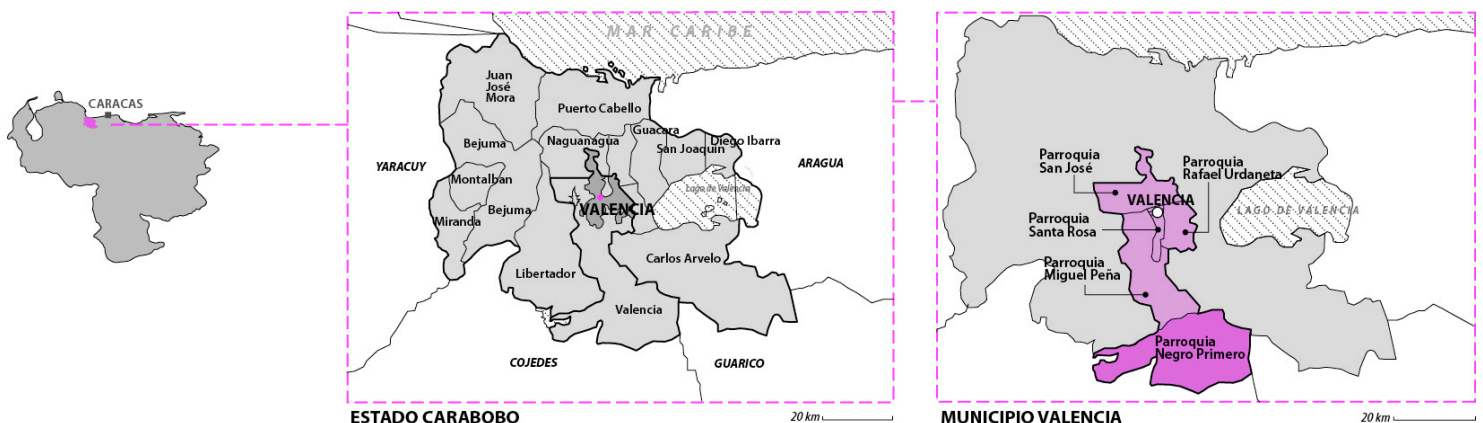 CARACAS
MAR CARIBE
Juan
José
Mora
Puerto Cabello
Guacara
Naguanagua
San Joaquin
Diego Ibarra
Bejuma
YARACUY
ARAGUA
Montalban
Lago de Valencia
Bejuma
VALENCIA
Miranda
Libertador
Carlos Arvelo
Valencia
COJEDES
GUARICO
ESTADO CARABOBO
20 km
Parroquia
San José
Parroquia
Rafael Urdaneta
VALENCIA
LAGO DE VALENCIA
Parroquia
Santa Rosa
Parroquia
Miguel Peña
Parroquia
Negro Primero
MUNICIPIO VALENCIA
20 km